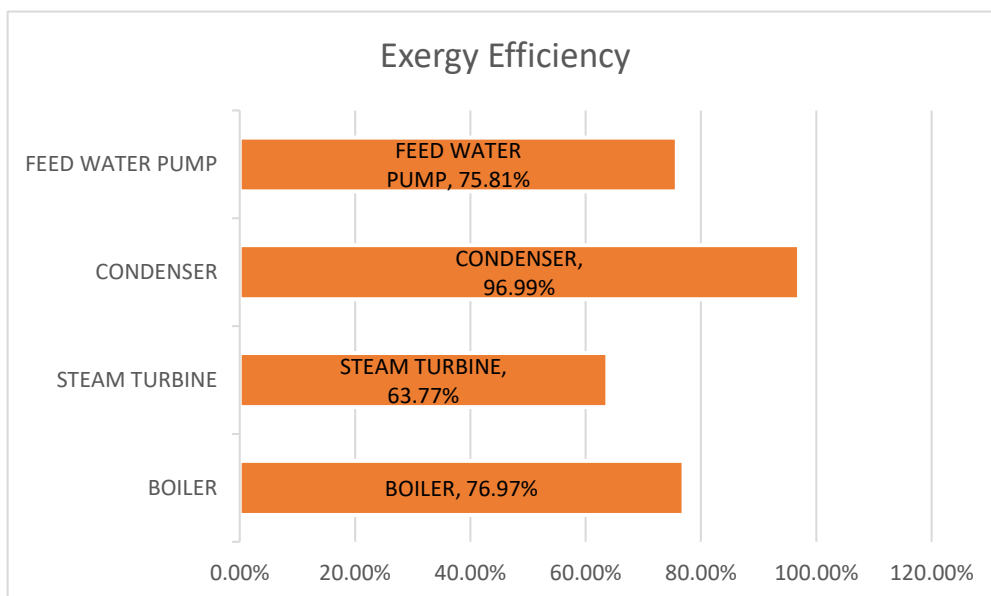 Exergy Efficiency
FEED WATER PUMP
FEED WATER
PUMP, 75.81%
CONDENSER
CONDENSER,
96.99%
STEAM TURBINE
STEAM TURBINE,
63.77%
BOILER
BOILER, 76.97%
0.00% 20.00% 40.00% 60.00% 80.00% 100.00% 120.00%